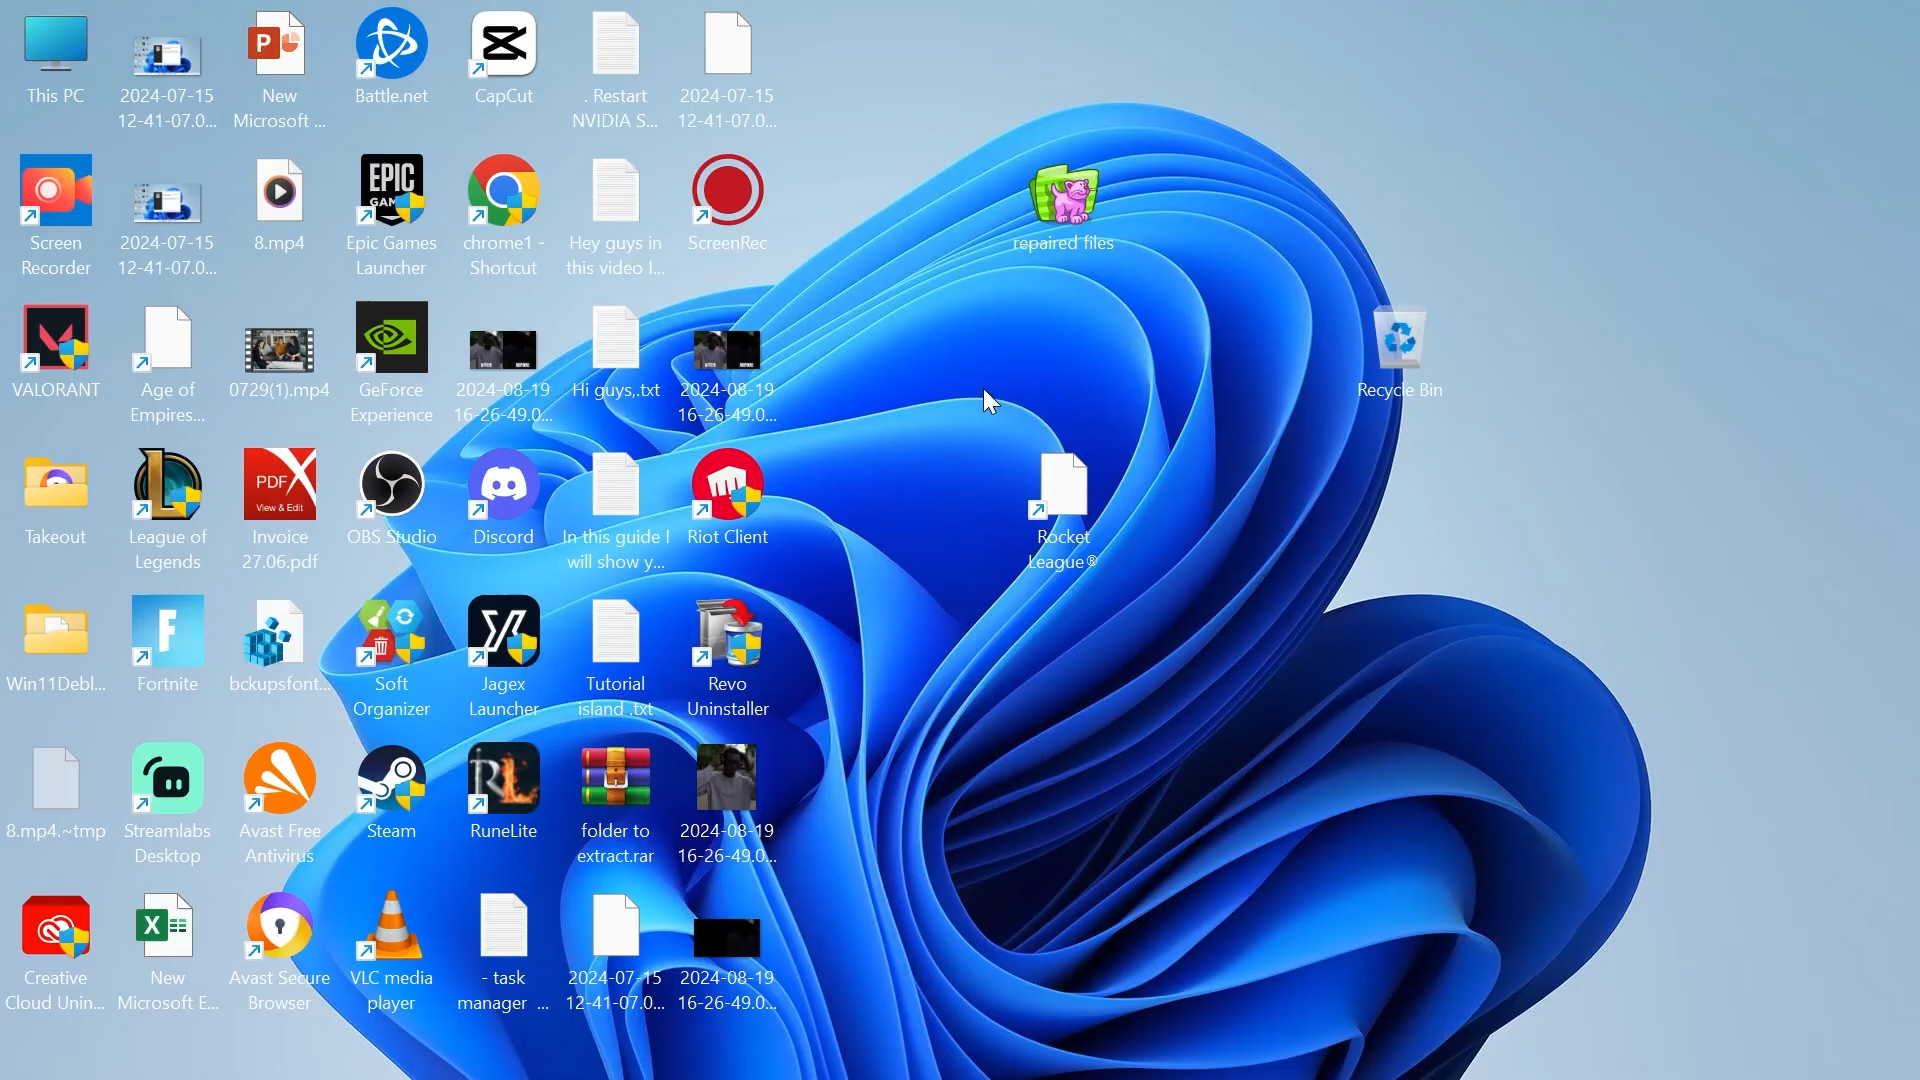 This PC
2024-07-15
12-41-07.0...
New
Microsoft ...
Battle.net
CapCut
. Restart
NVIDIA S...
2024-07-15
12-41-07.0...
EPIC
GAM
Screen
Recorder
2024-07-15
12-41-07.0...
8.mp4
Epic Games
Launcher
chrome1 -
Shortcut
Hey guys in
this video I...
ScreenRec
repaired files
VALORANT
Age of
Empires...
0729(1).mp4
GeForce
Experience
2024-08-19
16-26-49.0...
Hi guys,.txt
2024-08-19
16-26-49.0...
Recycle Bin
PDF
View & Edit
Takeout
League of
Legends
Invoice
27.06.pdf
OBS Studio
Discord
In this guide I
will show y...
Riot Client
Rocket
League®
Win11Debl...
Fortnite
bckupsfont...
Soft
Organizer
Jagex
Launcher
Tutorial
island .txt
Revo
Uninstaller
8.mp4.~tmp
Streamlabs
Desktop
Avast Free
Antivirus
Steam
RuneLite
folder to
extract.rar
2024-08-19
16-26-49.0...
Creative
Cloud Unin...
New
Microsoft E...
Avast Secure
Browser
VLC media
player
- task
manager ...
2024-07-15
12-41-07.0...
2024-08-19
16-26-49.0...